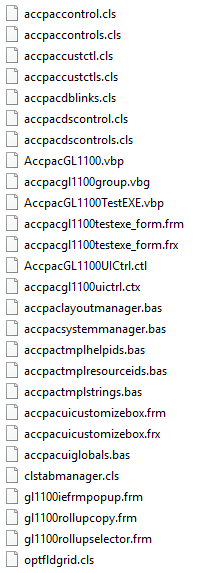 accpaccontrol.cls
accpaccontrols.cls
accpaccustctl.cls
accpaccustctls.cls
accpacdblinks.cls
accpacdscontrol.cls
accpacdscontrols.cls
AccpacGL1100.vbp
accpacgl1100group.vbg
AccpacGL1100TestEXE.vbp
accpacgl1100testexe_form.frm
accpacgl1100testexe_form.frx
AccpacGL1100UICtrl.ctl
accpacgl1100uictrl.ctx
accpaclayoutmanager.bas
accpacsystemmanager.bas
accpactmplhelpids.bas
accpactmplresourceids.bas
accpactmplstrings.bas
accpacuicustomizebox.frm
accpacuicustomizebox.frx
accpacuiglobals.bas
clstabmanager.cls
gl1100iefrmpopup.frm
gl1100rollupcopy.frm
gl1100rollupselector.frm
optfldgrid.cls